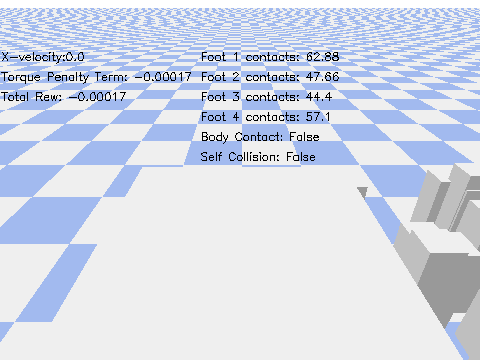 X-velocity:0.0
Torque Penalty Term: -0.00017
Total Rew: -0.00017
Foot 1 contacts: 62.88
Foot 2 contacts: 47.66
Foot 3 contacts: 44.4
Foot 4 contacts: 57.1
Body Contact: False
Self Collision: False